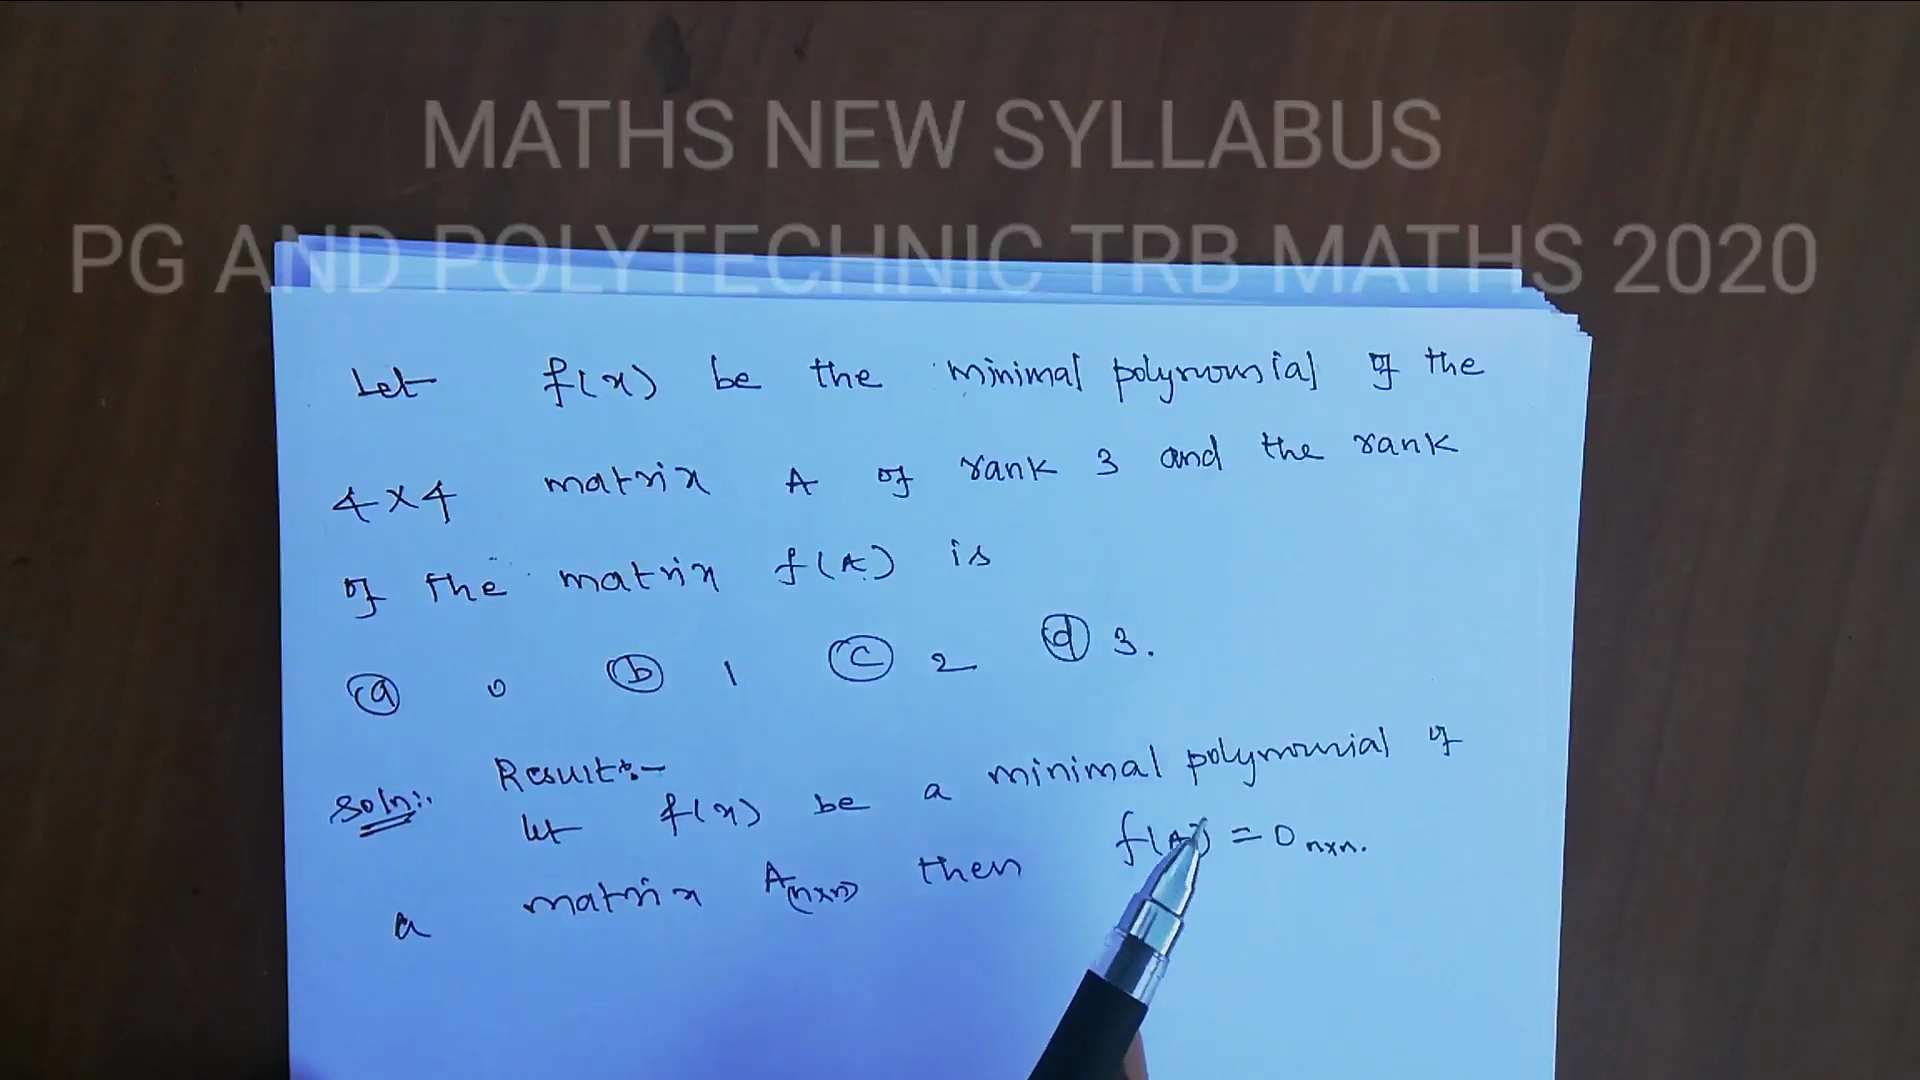 MATHS NEW SYLLABUS
PG AND POLYTECHNIC TRB MATHS 2020
Let f(x) be the minimal polynomial of the
4×4 matrix A of rank 3 and the rank
of the matrix f(A) is
(a) 0 (b) 1 (c) 2 (d) 3.
Soln:. Result:-
let f(x) be a minimal polynomial of
a matrix A(n×n) then f(A) = 0 n×n.